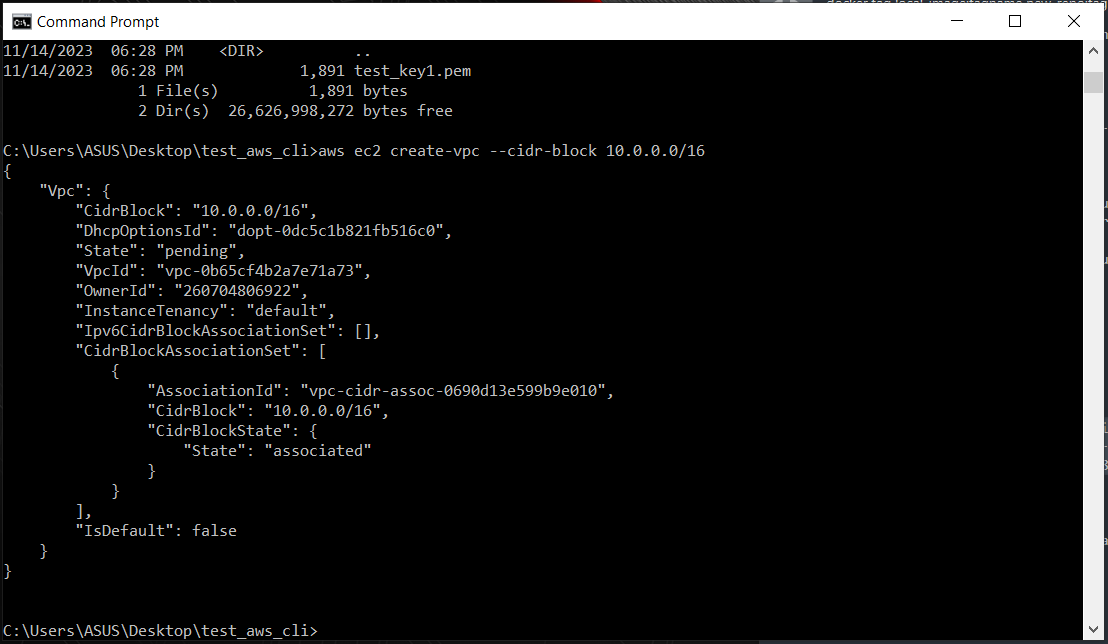 Command Prompt
11/14/2023  06:28 PM    <DIR>          ..
11/14/2023  06:28 PM             1,891 test_key1.pem
               1 File(s)          1,891 bytes
               2 Dir(s)  26,626,998,272 bytes free
C:\Users\ASUS\Desktop\test_aws_cli>aws ec2 create-vpc --cidr-block 10.0.0.0/16
{
    "Vpc": {
        "CidrBlock": "10.0.0.0/16",
        "DhcpOptionsId": "dopt-0dc5c1b821fb516c0",
        "State": "pending",
        "VpcId": "vpc-0b65cf4b2a7e71a73",
        "OwnerId": "260704806922",
        "InstanceTenancy": "default",
        "Ipv6CidrBlockAssociationSet": [],
        "CidrBlockAssociationSet": [
            {
                "AssociationId": "vpc-cidr-assoc-0690d13e599b9e010",
                "CidrBlock": "10.0.0.0/16",
                "CidrBlockState": {
                    "State": "associated"
                }
            }
        ],
        "IsDefault": false
    }
}
C:\Users\ASUS\Desktop\test_aws_cli>